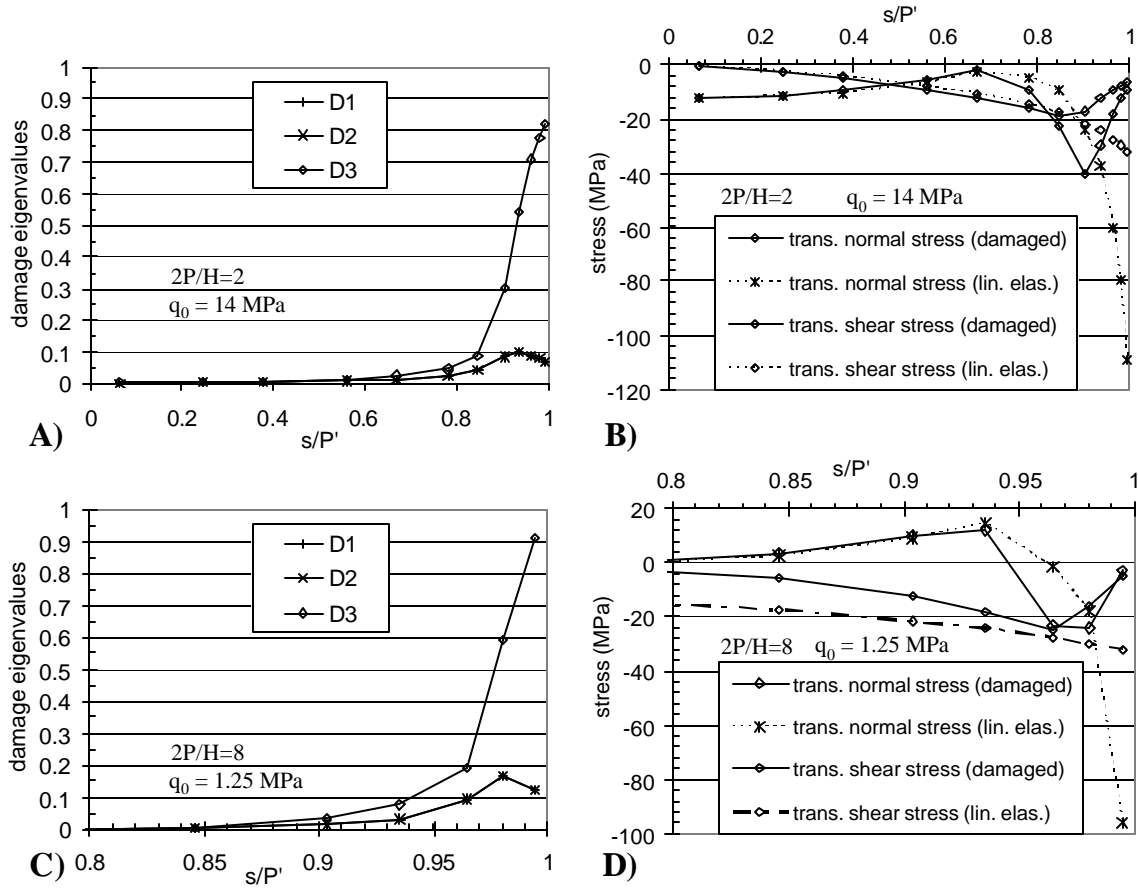 1
0.9
0.8
0.7
0.6
0.5
0.4
0.3
0.2
0.1
0
damage eigenvalues
D1
D2
D3
2P/H=2
q0 = 14 MPa
0 0.2 0.4 0.6 0.8 1
s/P'
A)
s/P'
0 0.2 0.4 0.6 0.8 1
0
-20
-40
-60
-80
-100
-120
stress (MPa)
2P/H=2 q0 = 14 MPa
trans. normal stress (damaged)
trans. normal stress (lin. elas.)
trans. shear stress (damaged)
trans. shear stress (lin. elas.)
B)
1
0.9
0.8
0.7
0.6
0.5
0.4
0.3
0.2
0.1
0
damage eigenvalues
D1
D2
D3
2P/H=8
q0 = 1.25 MPa
0.8 0.85 0.9 0.95 1
s/P'
C)
s/P'
0.8 0.85 0.9 0.95 1
20
0
-20
-40
-60
-80
-100
stress (MPa)
2P/H=8 q0 = 1.25 MPa
trans. normal stress (damaged)
trans. normal stress (lin. elas.)
trans. shear stress (damaged)
trans. shear stress (lin. elas.)
D)